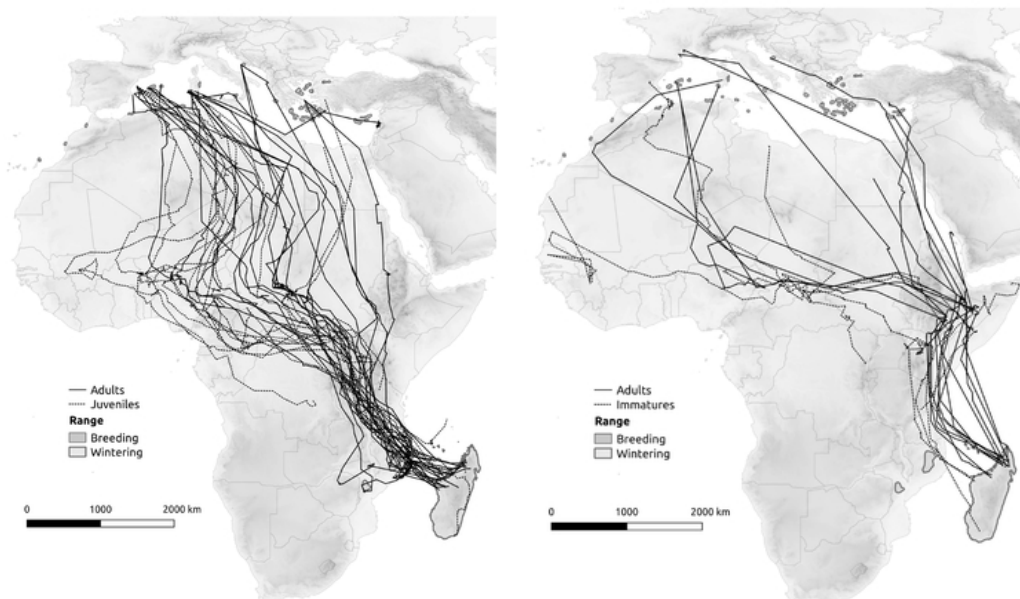 Adults
Juveniles
Range
Breeding
Wintering
0 1000 2000 km
Adults
Immatures
Range
Breeding
Wintering
0 1000 2000 km